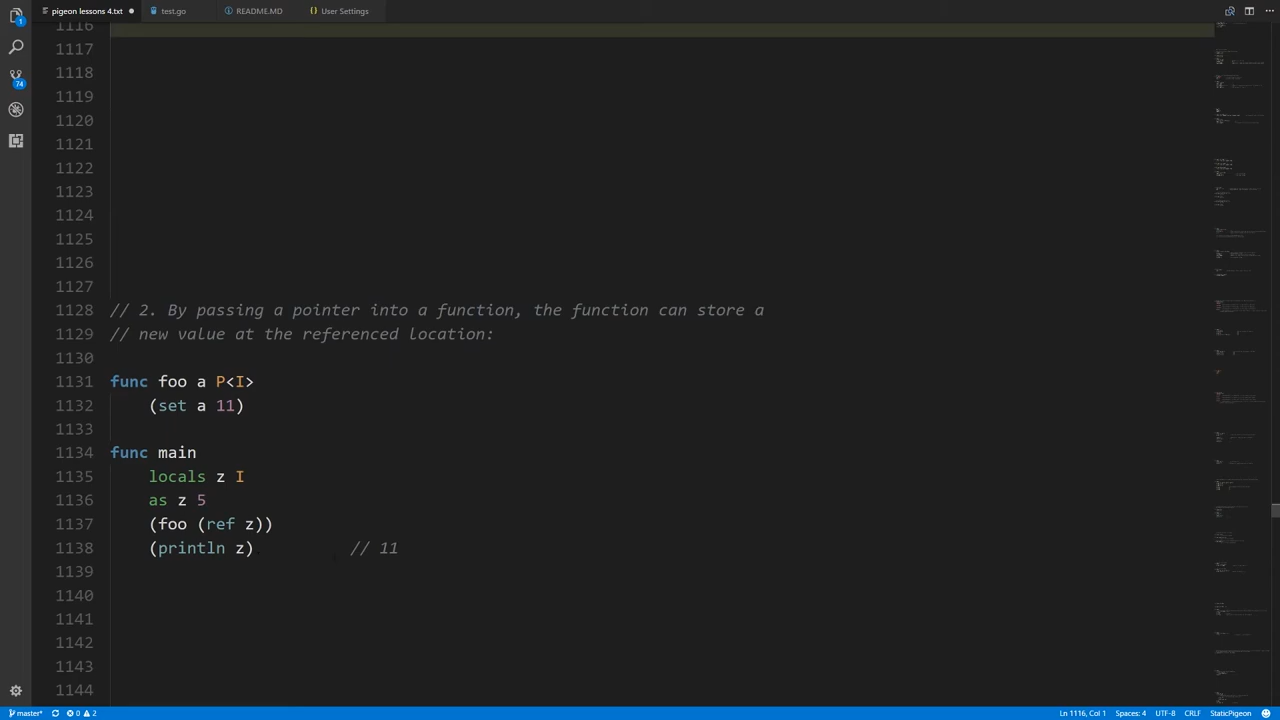 pigeon lessons 4.txt ● test.go README.MD {} User Settings
1
74
1116
1117
1118
1119
1120
1121
1122
1123
1124
1125
1126
1127
1128 // 2. By passing a pointer into a function, the function can store a
1129 // new value at the referenced location:
1130
1131 func foo a P<I>
1132 (set a 11)
1133
1134 func main
1135 locals z I
1136 as z 5
1137 (foo (ref z))
1138 (println z) // 11
1139
1140
1141
1142
1143
1144
master* 0 2 Ln 1116, Col 1 Spaces: 4 UTF-8 CRLF StaticPigeon